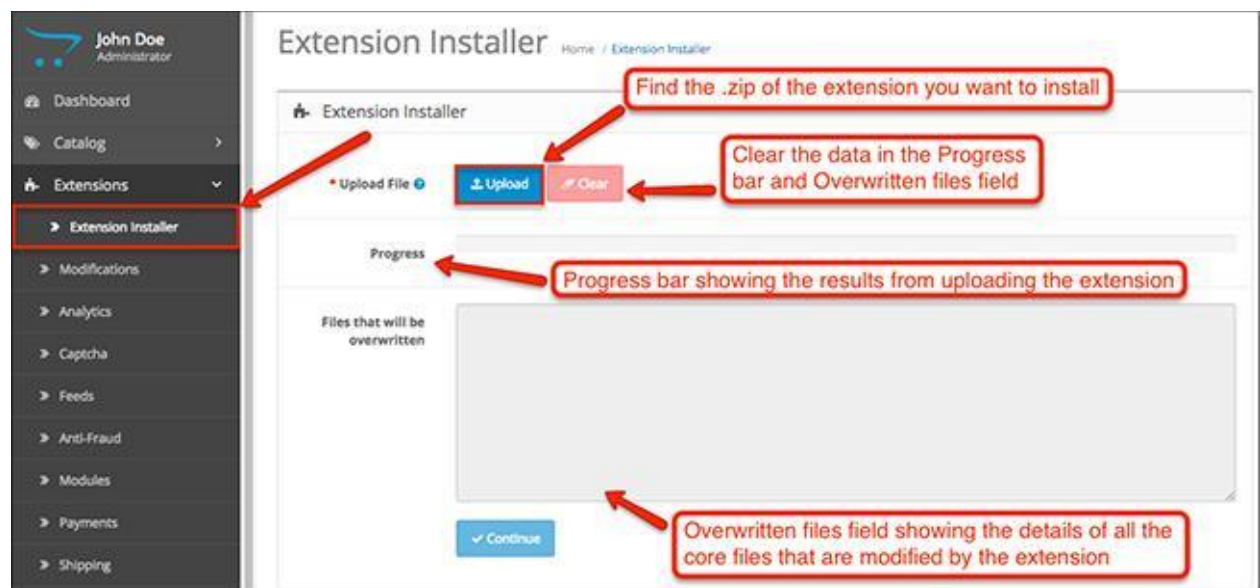 John Doe
Administrator
Dashboard
Catalog
Extensions
Extension Installer
Modifications
Analytics
Captcha
Feeds
Anti-Fraud
Modules
Payments
Shipping
Extension Installer
Home / Extension Installer
Find the .zip of the extension you want to install
Extension Installer
Clear the data in the Progress
bar and Overwritten files field
* Upload File
Upload
Clear
Progress
Progress bar showing the results from uploading the extension
Files that will be
overwritten
Overwritten files field showing the details of all the
core files that are modified by the extension
Continue